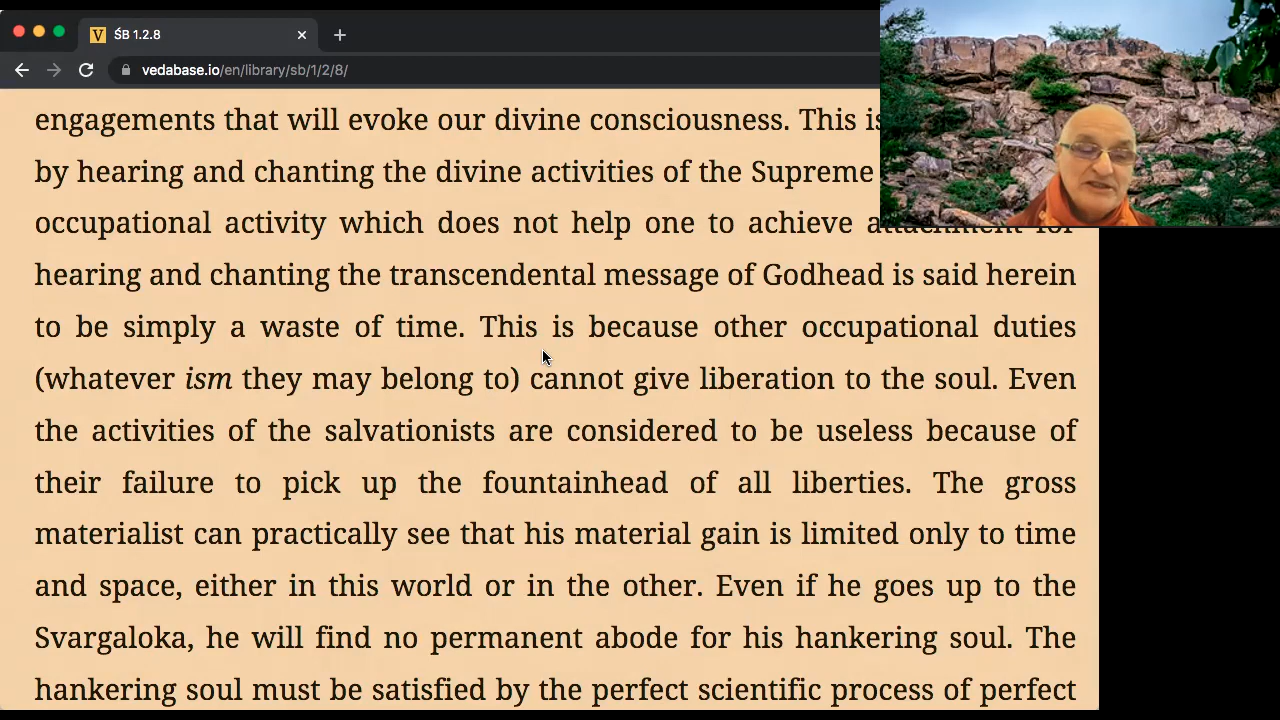 ŚB 1.2.8
vedabase.io/en/library/sb/1/2/8/
engagements that will evoke our divine consciousness. This is
by hearing and chanting the divine activities of the Supreme
occupational activity which does not help one to achieve attachment for
hearing and chanting the transcendental message of Godhead is said herein
to be simply a waste of time. This is because other occupational duties
(whatever ism they may belong to) cannot give liberation to the soul. Even
the activities of the salvationists are considered to be useless because of
their failure to pick up the fountainhead of all liberties. The gross
materialist can practically see that his material gain is limited only to time
and space, either in this world or in the other. Even if he goes up to the
Svargaloka, he will find no permanent abode for his hankering soul. The
hankering soul must be satisfied by the perfect scientific process of perfect